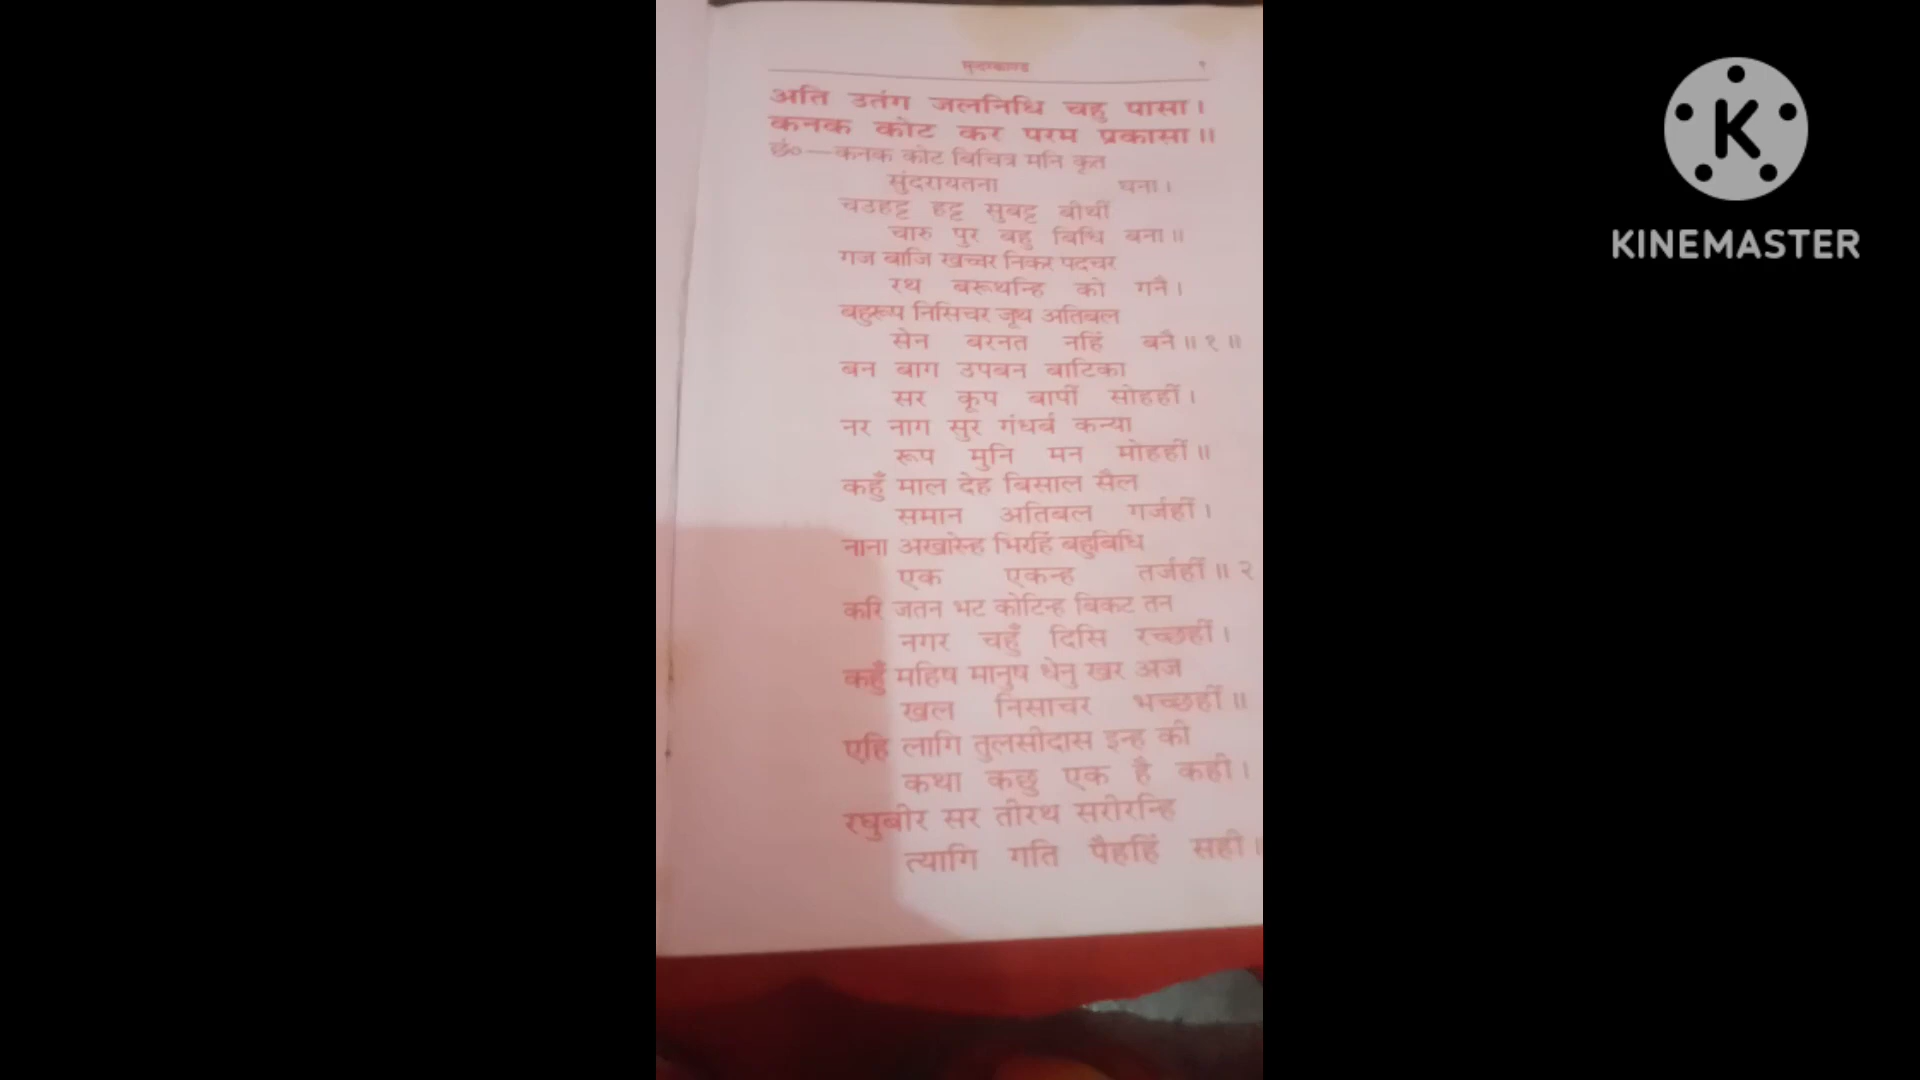 सुन्दरकाण्ड ९
अति उतंग जलनिधि चहु पासा।
कनक कोट कर परम प्रकासा॥
छं०—कनक कोट बिचित्र मनि कृत
सुंदरायतना घना।
चउहट्ट हट्ट सुबट्ट बीथीं
चारु पुर बहु बिधि बना॥
गज बाजि खच्चर निकर पदचर
रथ बरूथन्हि को गनै।
बहुरूप निसिचर जूथ अतिबल
सेन बरनत नहिं बनै॥१॥
बन बाग उपबन बाटिका
सर कूप बापीं सोहहीं।
नर नाग सुर गंधर्ब कन्या
रूप मुनि मन मोहहीं॥
कहुँ माल देह बिसाल सैल
समान अतिबल गर्जहीं।
नाना अखारेन्ह भिरहिं बहुबिधि
एक एकन्ह तर्जहीं॥२
करि जतन भट कोटिन्ह बिकट तन
नगर चहुँ दिसि रच्छहीं।
कहुँ महिष मानुष धेनु खर अज
खल निसाचर भच्छहीं॥
एहि लागि तुलसीदास इन्ह की
कथा कछु एक है कही।
रघुबीर सर तीरथ सरीरन्हि
त्यागि गति पैहहिं सही॥
K
KINEMASTER